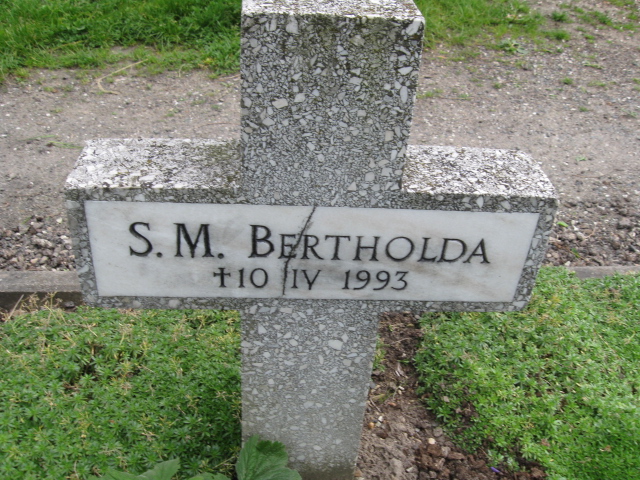 S. M. BERTHOLDA
†10 IV 1993